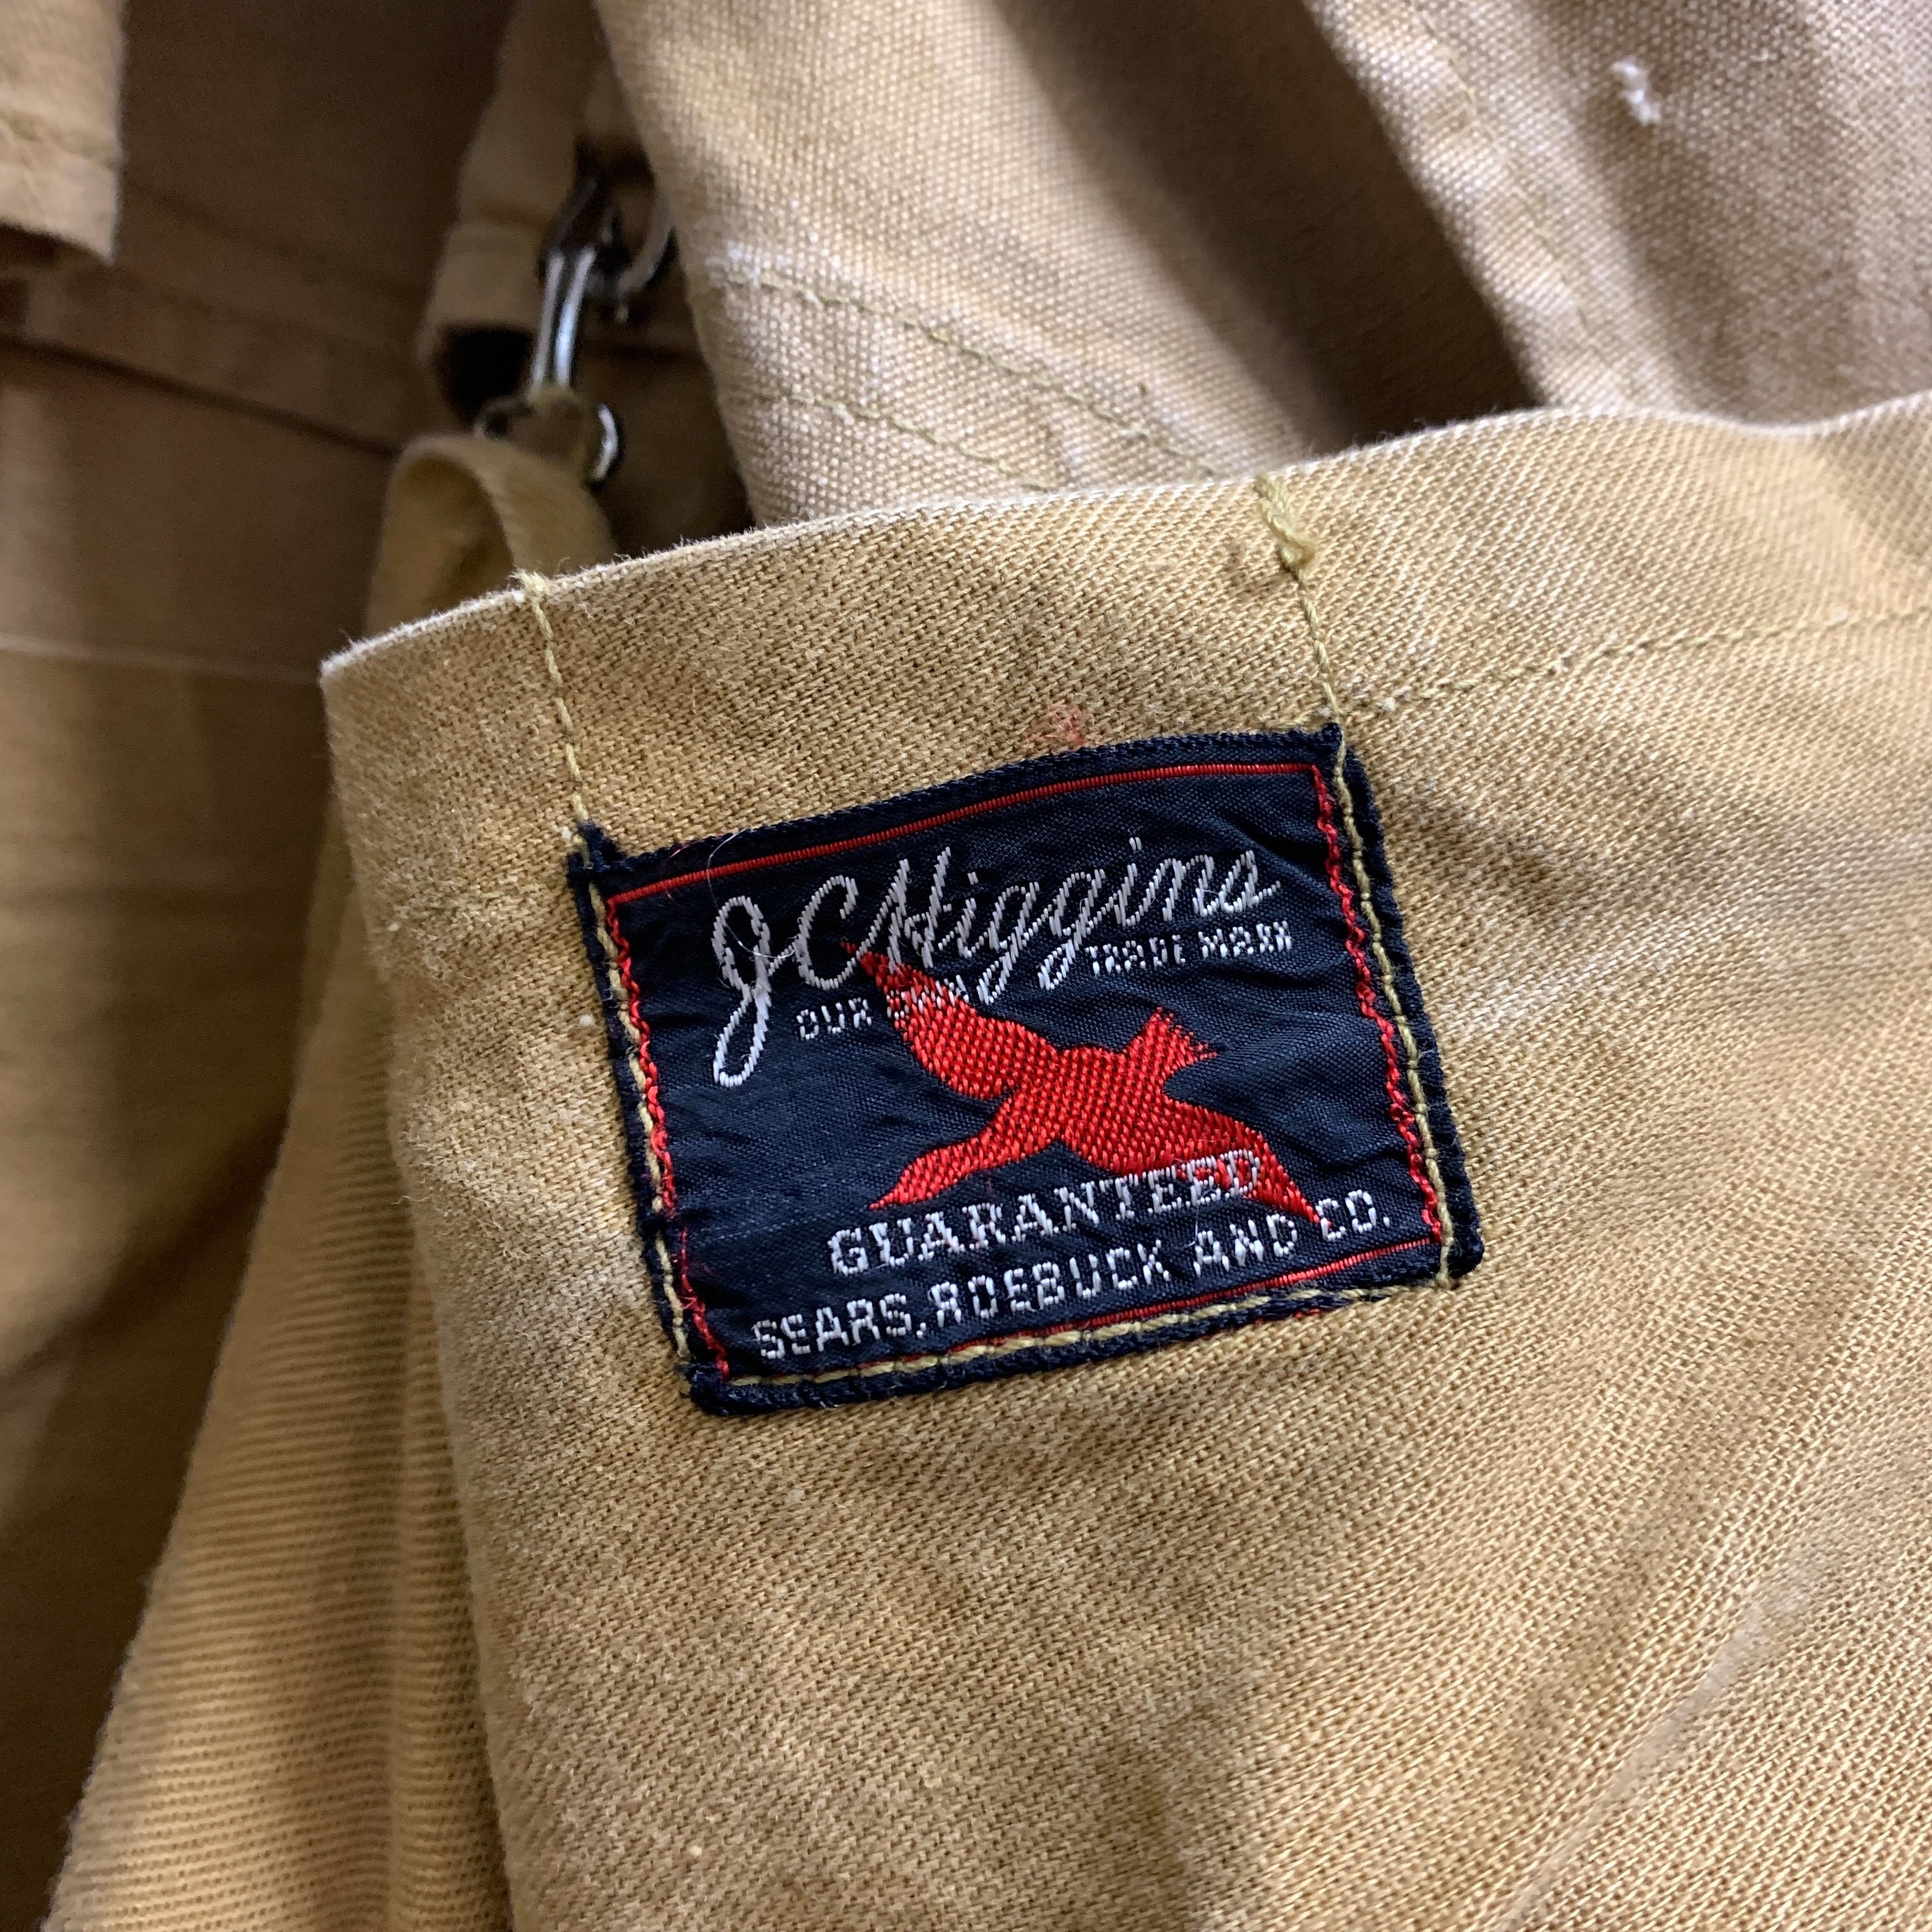 J.C. Higgins
OUR OWN TRADE MARK
GUARANTEED
SEARS, ROEBUCK AND CO.